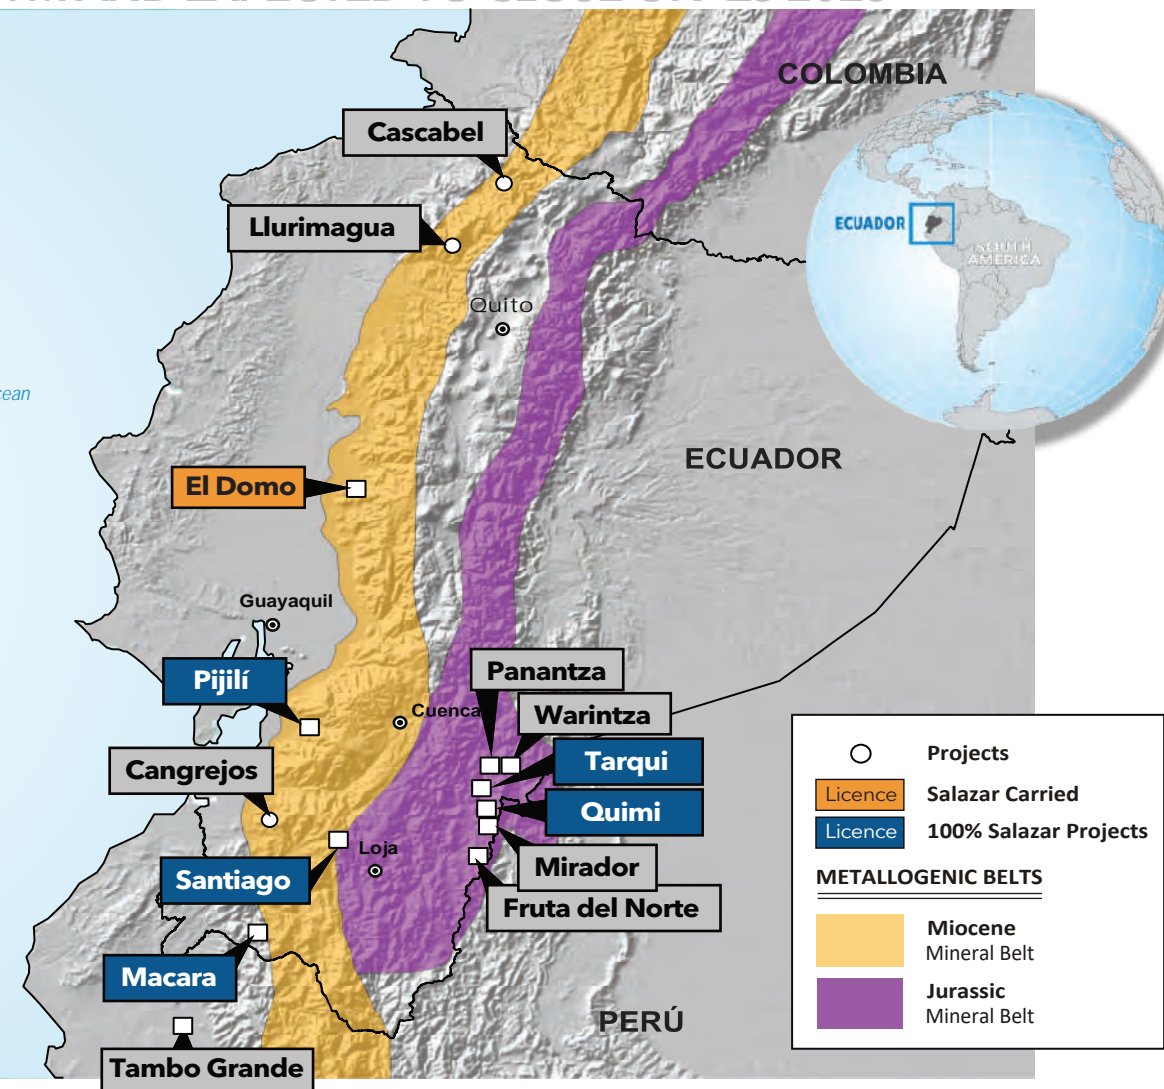 COLOMBIA
Cascabel
Llurimagua
ECUADOR
SOUTH
AMERICA
Quito
ECUADOR
El Domo
Guayaquil
Pijilí
Panantza
Warintza
Cuenca
Tarqui
Cangrejos
Quimi
Loja
Mirador
Santiago
Fruta del Norte
Macara
PERÚ
Tambo Grande
Projects
Licence Salazar Carried
Licence 100% Salazar Projects
METALLOGENIC BELTS
Miocene
Mineral Belt
Jurassic
Mineral Belt